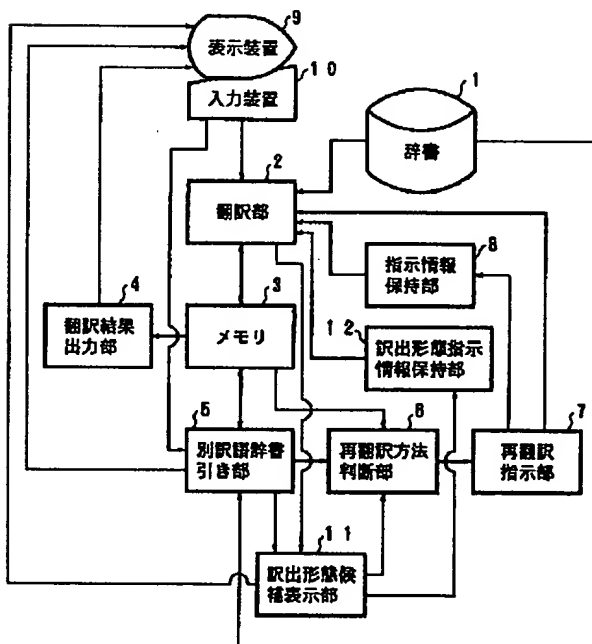 9
表示装置
10
入力装置
1
辞書
2
翻訳部
8
指示情報
保持部
4
翻訳結果
出力部
3
メモリ
12
訳出形態指示
情報保持部
5
別訳語辞書
引き部
6
再翻訳方法
判断部
7
再翻訳
指示部
11
訳出形態候
補表示部